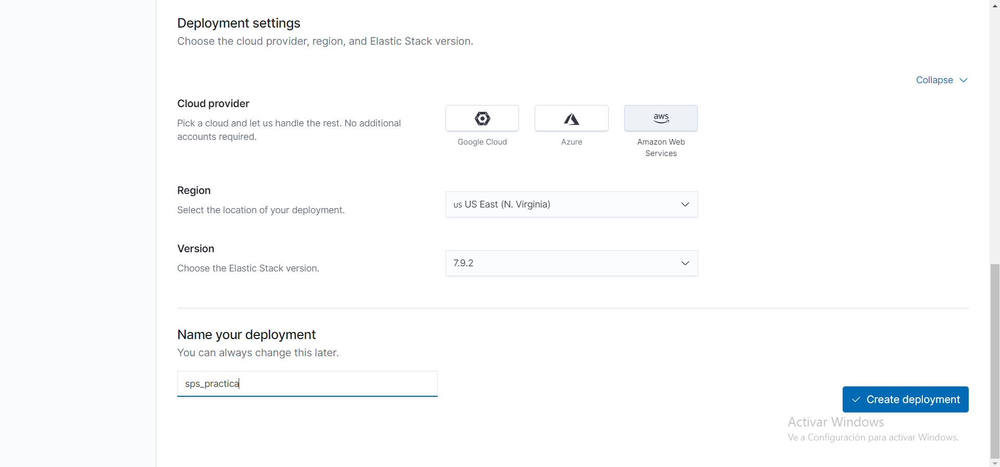 Deployment settings
Choose the cloud provider, region, and Elastic Stack version.
Collapse
Cloud provider
Pick a cloud and let us handle the rest. No additional
accounts required.
aws
Google Cloud
Azure
Amazon Web
Services
Region
Select the location of your deployment.
us US East (N. Virginia)
Version
Choose the Elastic Stack version.
7.9.2
Name your deployment
You can always change this later.
sps_practica
Create deployment
Activar Windows
Ve a Configuración para activar Windows.